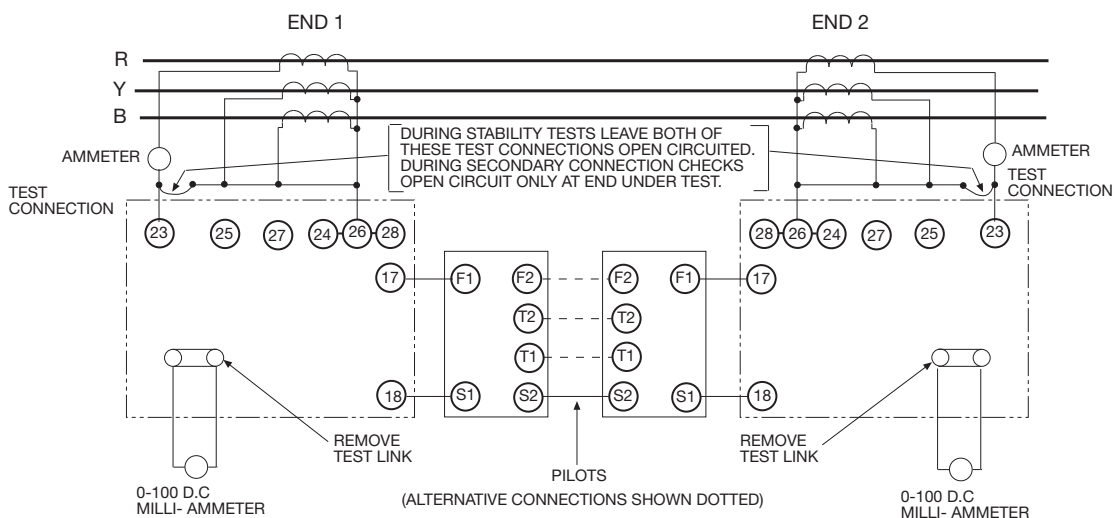 END 1
END 2
R
Y
B
DURING STABILITY TESTS LEAVE BOTH OF
THESE TEST CONNECTIONS OPEN CIRCUITED.
DURING SECONDARY CONNECTION CHECKS
OPEN CIRCUIT ONLY AT END UNDER TEST.
AMMETER
AMMETER
TEST
CONNECTION
TEST
CONNECTION
23 25 27 24 26 28
28 26 24 27 25 23
17 F1 F2 F2 F1 17
T2 T2
T1 T1
18 S1 S2 S2 S1 18
REMOVE
TEST LINK
REMOVE
TEST LINK
PILOTS
(ALTERNATIVE CONNECTIONS SHOWN DOTTED)
0-100 D.C
MILLI- AMMETER
0-100 D.C
MILLI- AMMETER